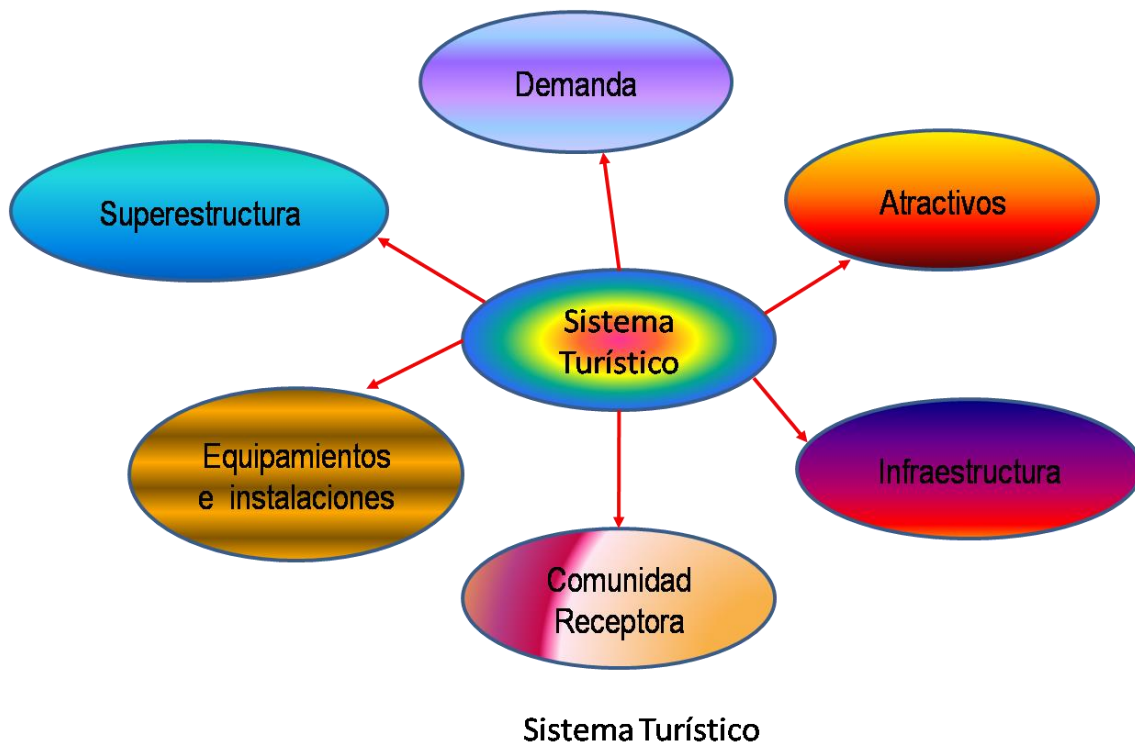 Demanda
Superestructura
Atractivos
Sistema
Turístico
Equipamientos
e instalaciones
Infraestructura
Comunidad
Receptora
Sistema Turístico